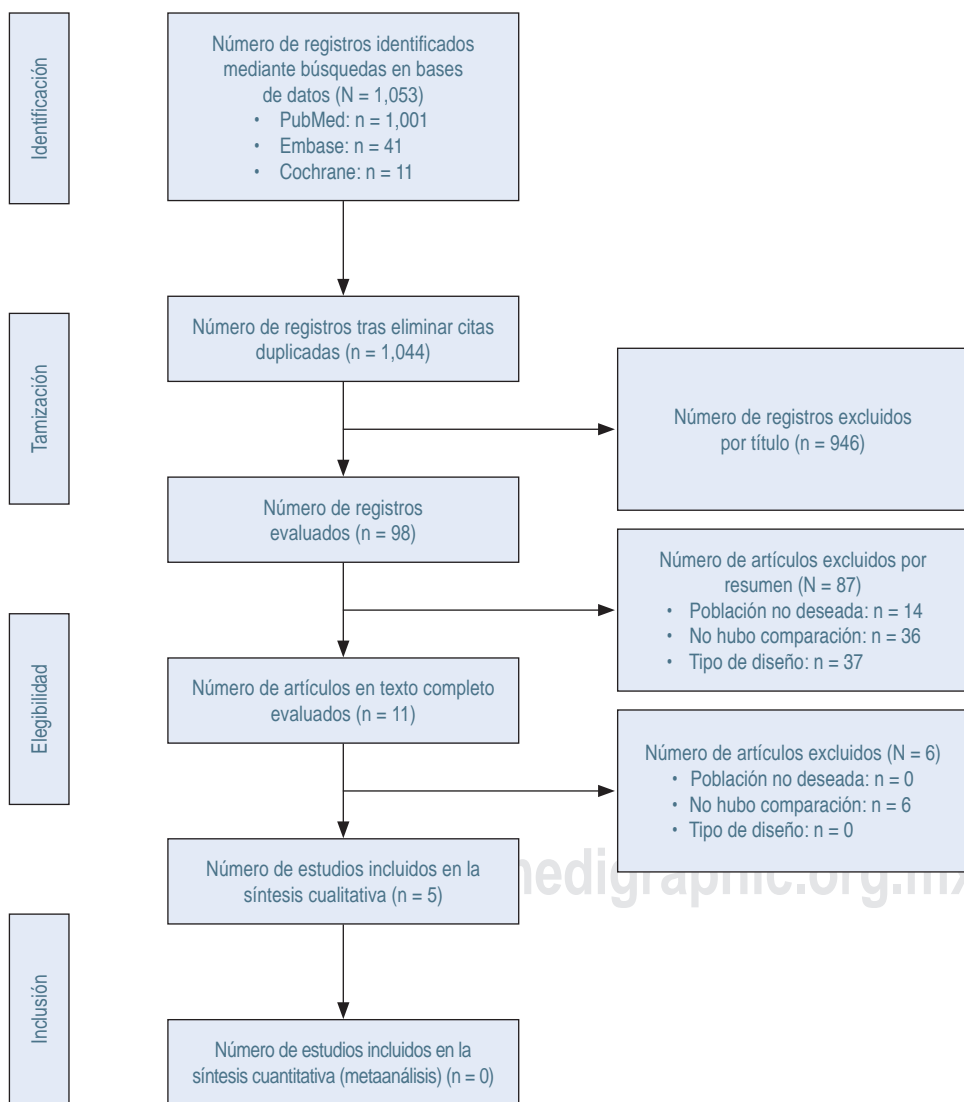 Identificación
Número de registros identificados
mediante búsquedas en bases
de datos (N = 1,053)
• PubMed: n = 1,001
• Embase: n = 41
• Cochrane: n = 11
Tamización
Número de registros tras eliminar citas
duplicadas (n = 1,044)
Número de registros excluidos
por título (n = 946)
Número de registros
evaluados (n = 98)
Número de artículos excluidos por
resumen (N = 87)
• Población no deseada: n = 14
• No hubo comparación: n = 36
• Tipo de diseño: n = 37
Elegibilidad
Número de artículos en texto completo
evaluados (n = 11)
Número de artículos excluidos (N = 6)
• Población no deseada: n = 0
• No hubo comparación: n = 6
• Tipo de diseño: n = 0
Número de estudios incluidos en la
síntesis cualitativa (n = 5)
edigraphic.org.mx
Inclusión
Número de estudios incluidos en la
síntesis cuantitativa (metaanálisis) (n = 0)